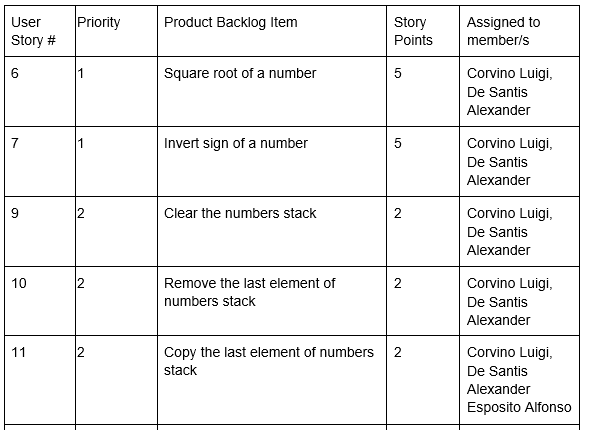 User Story # Priority Product Backlog Item Story Points Assigned to member/s
6 1 Square root of a number 5 Corvino Luigi,
De Santis
Alexander
7 1 Invert sign of a number 5 Corvino Luigi,
De Santis
Alexander
9 2 Clear the numbers stack 2 Corvino Luigi,
De Santis
Alexander
10 2 Remove the last element of numbers stack 2 Corvino Luigi,
De Santis
Alexander
11 2 Copy the last element of numbers stack 2 Corvino Luigi,
De Santis
Alexander
Esposito Alfonso